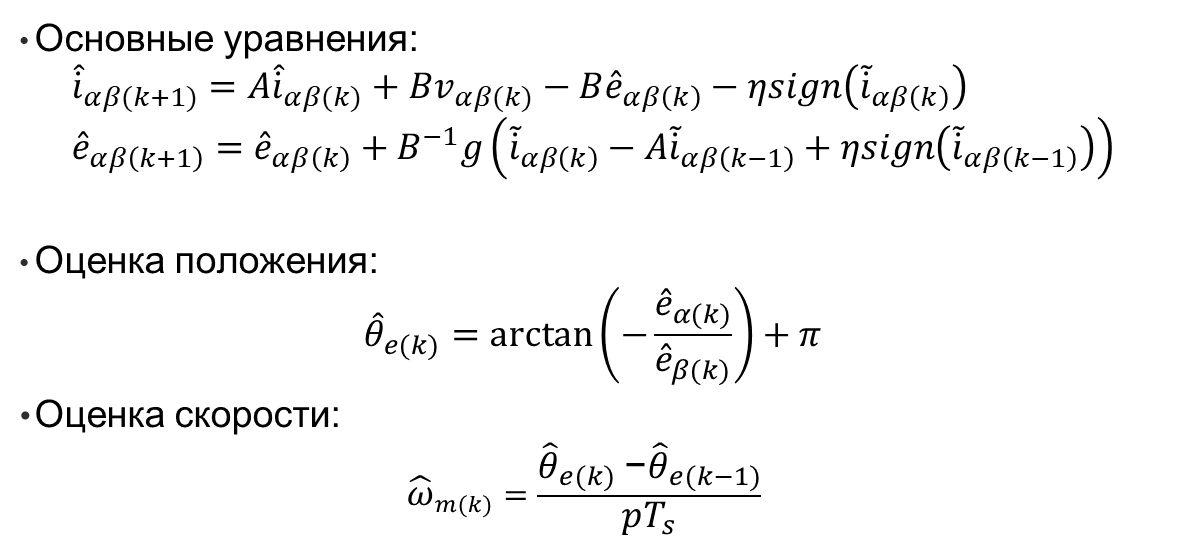 • Основные уравнения:
î̂_{αβ(k+1)} = Aî_{αβ(k)} + Bv_{αβ(k)} − Bê_{αβ(k)} − ηsign(ĩ_{αβ(k)})
ê_{αβ(k+1)} = ê_{αβ(k)} + B^{−1}g(ĩ_{αβ(k)} − Aĩ_{αβ(k−1)} + ηsign(ĩ_{αβ(k−1)}))
• Оценка положения:
θ̂_{e(k)} = arctan(−ê_{α(k)}/ê_{β(k)}) + π
• Оценка скорости:
ω̂_{m(k)} = (θ̂_{e(k)} − θ̂_{e(k−1)})/(pT_s)